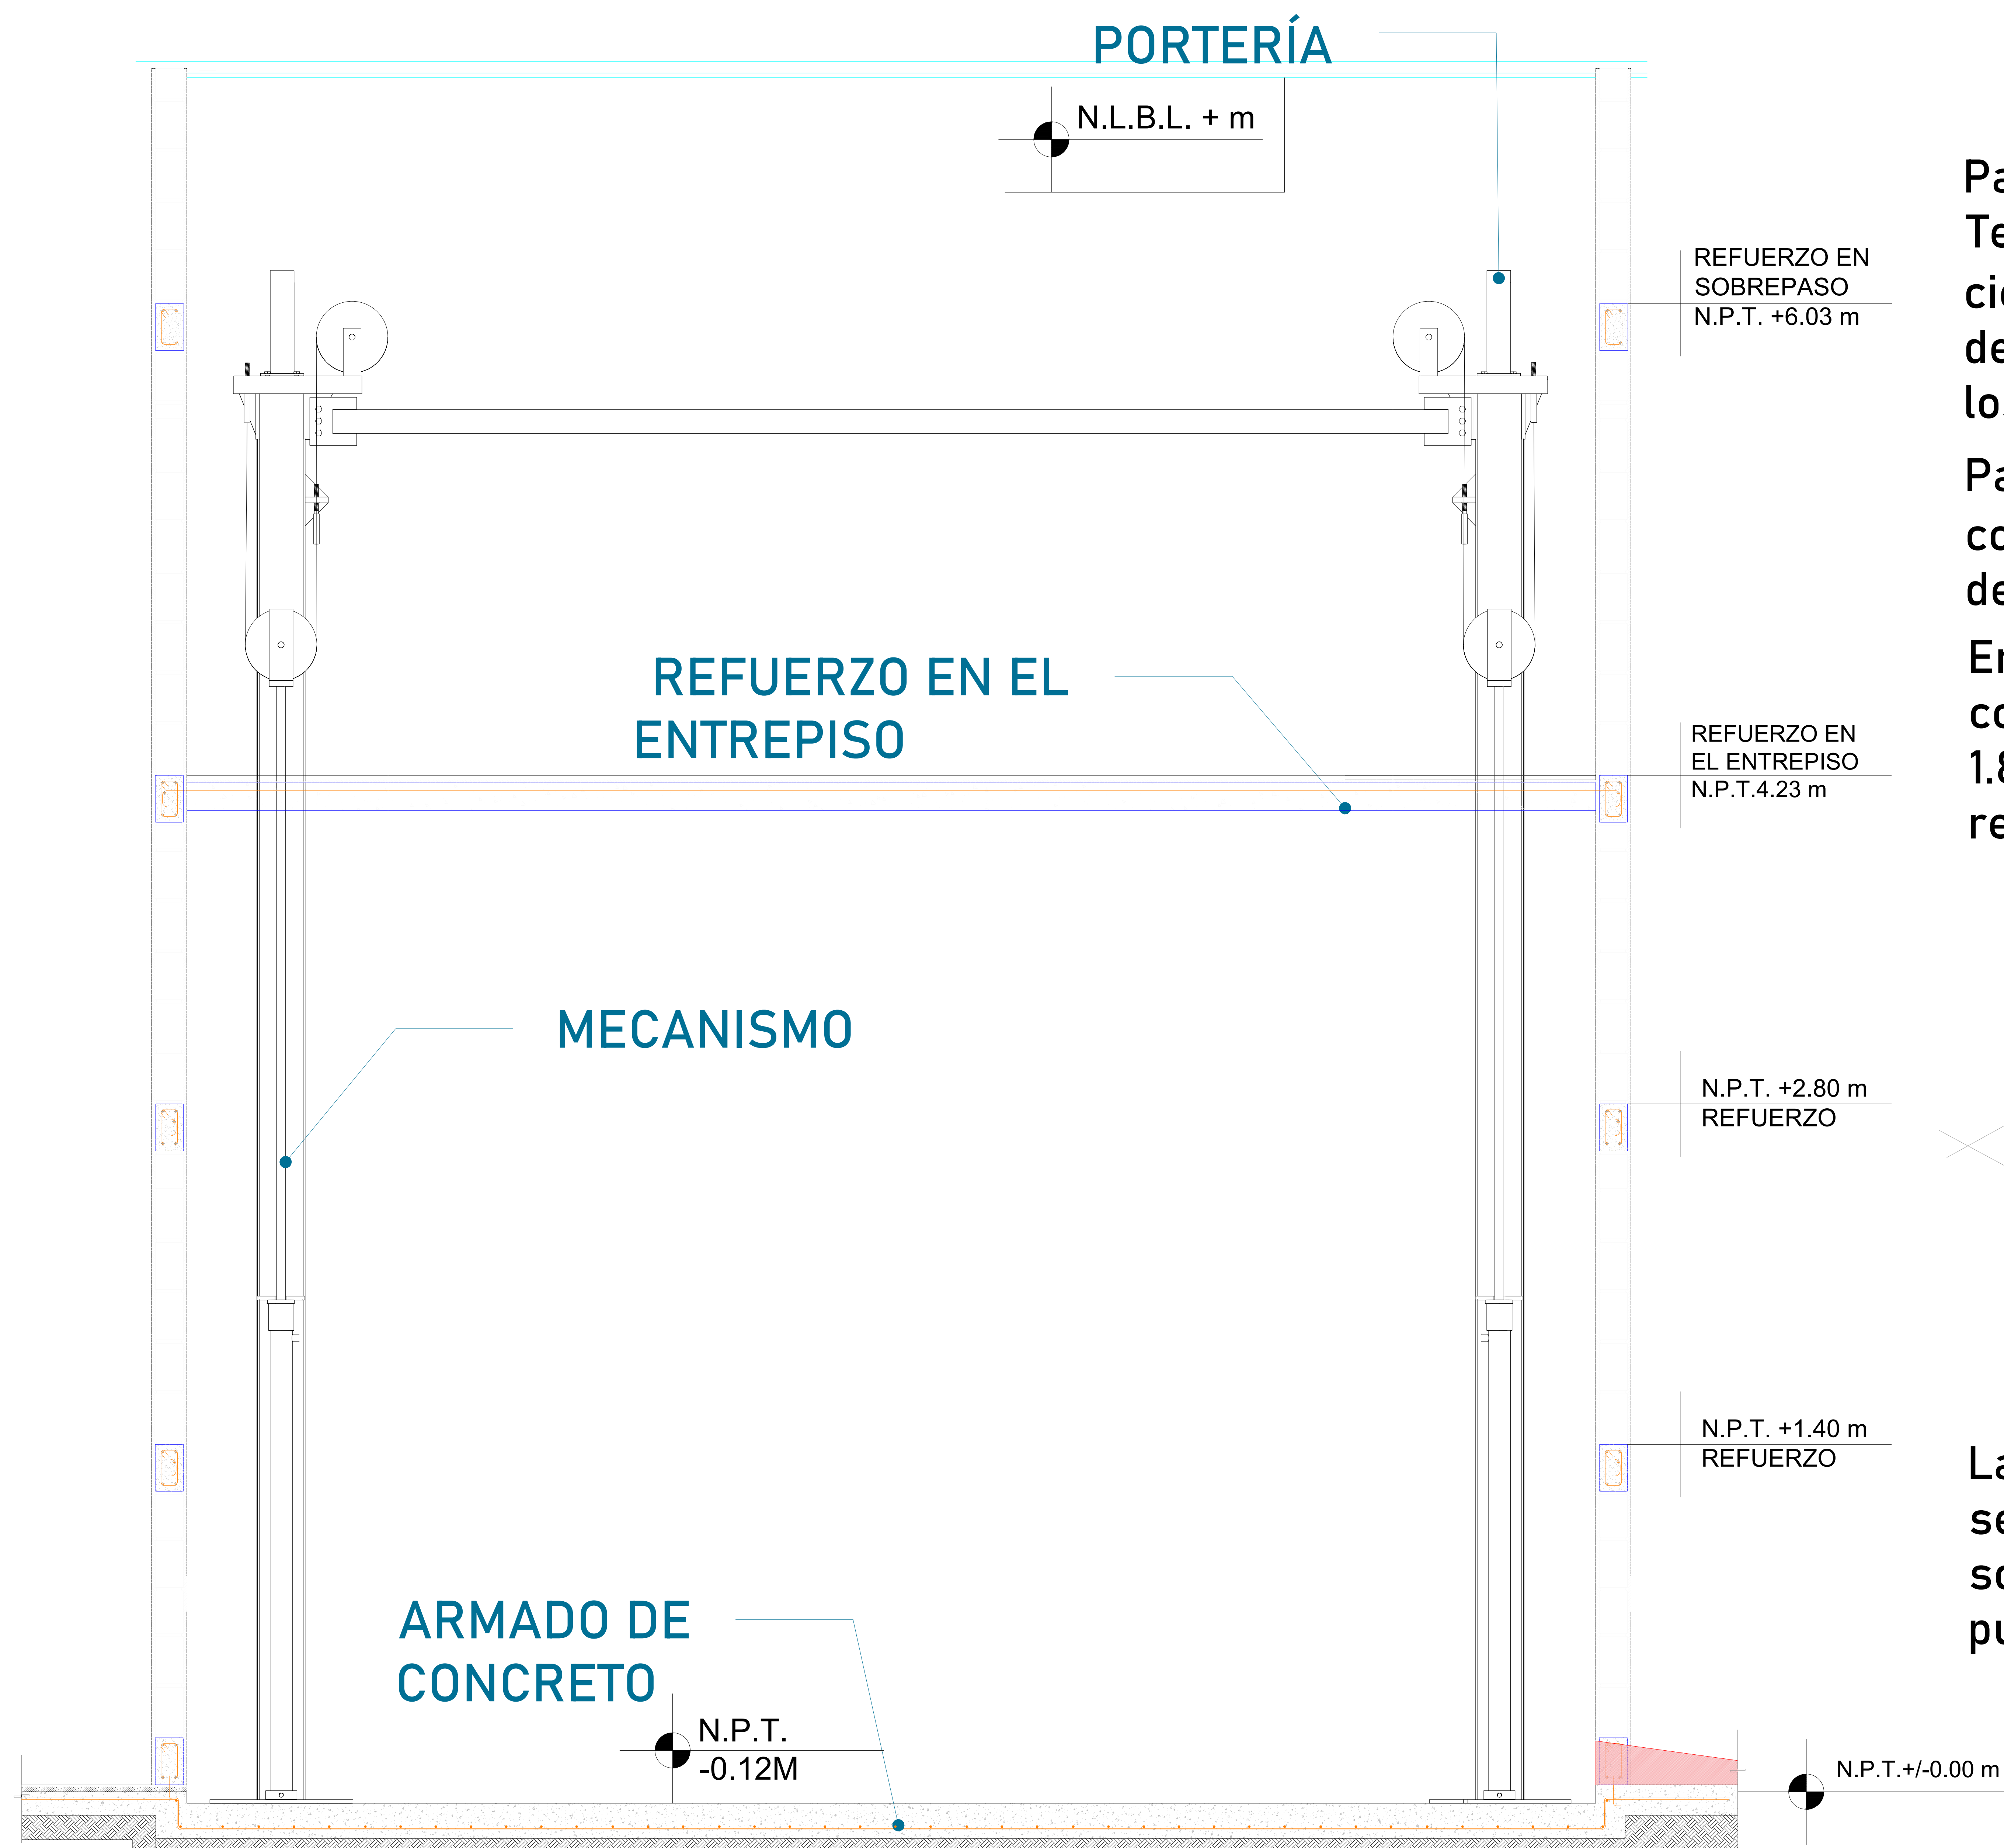 PORTERÍA
N.L.B.L. + m
REFUERZO EN
SOBREPASO
N.P.T. +6.03 m
REFUERZO EN EL
ENTREPISO
REFUERZO EN
EL ENTREPISO
N.P.T.4.23 m
MECANISMO
N.P.T. +2.80 m
REFUERZO
N.P.T. +1.40 m
REFUERZO
ARMADO DE
CONCRETO
N.P.T.
-0.12M
N.P.T.+/-0.00 m